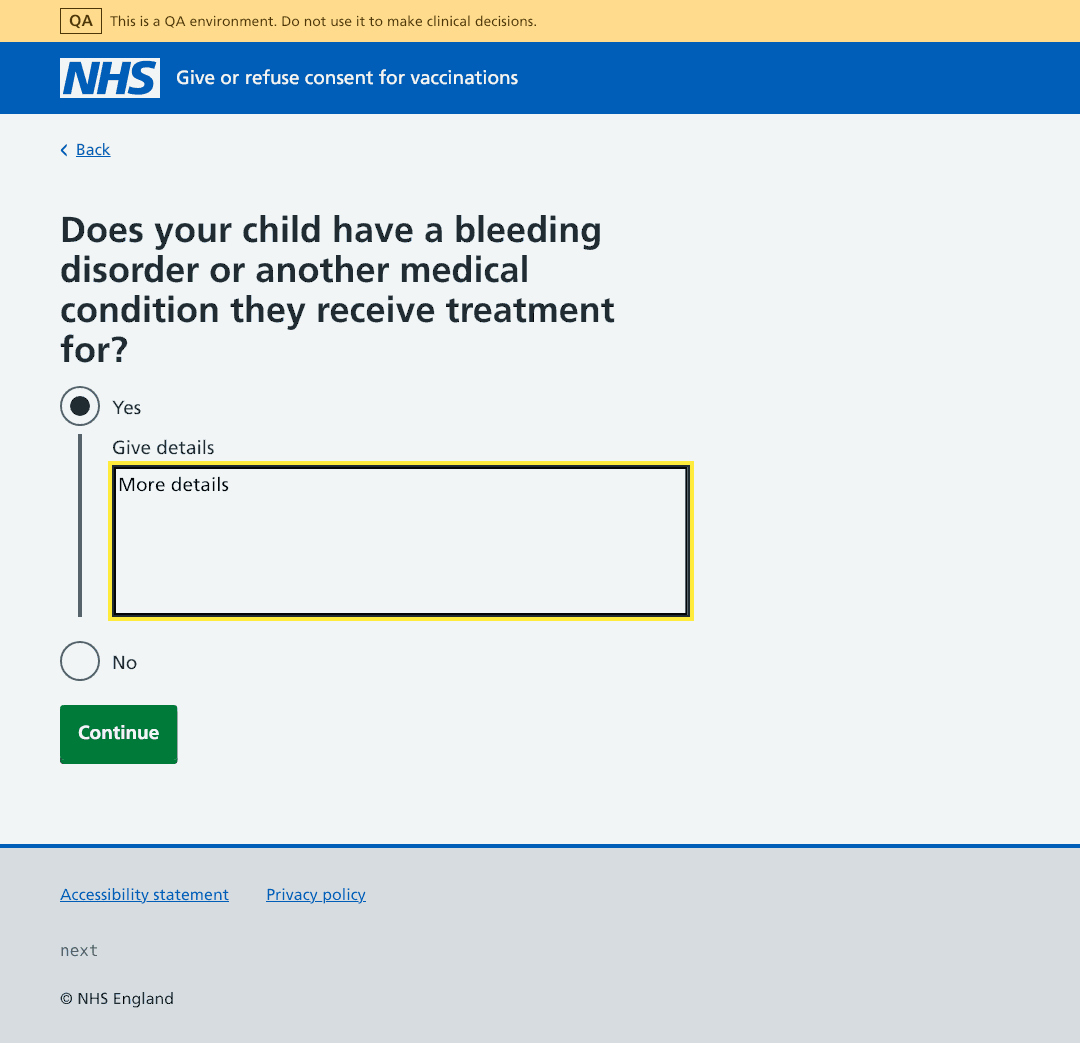 QA This is a QA environment. Do not use it to make clinical decisions.
NHS Give or refuse consent for vaccinations
Back
Does your child have a bleeding
disorder or another medical
condition they receive treatment
for?
Yes
Give details
More details
No
Continue
Accessibility statement Privacy policy
next
© NHS England